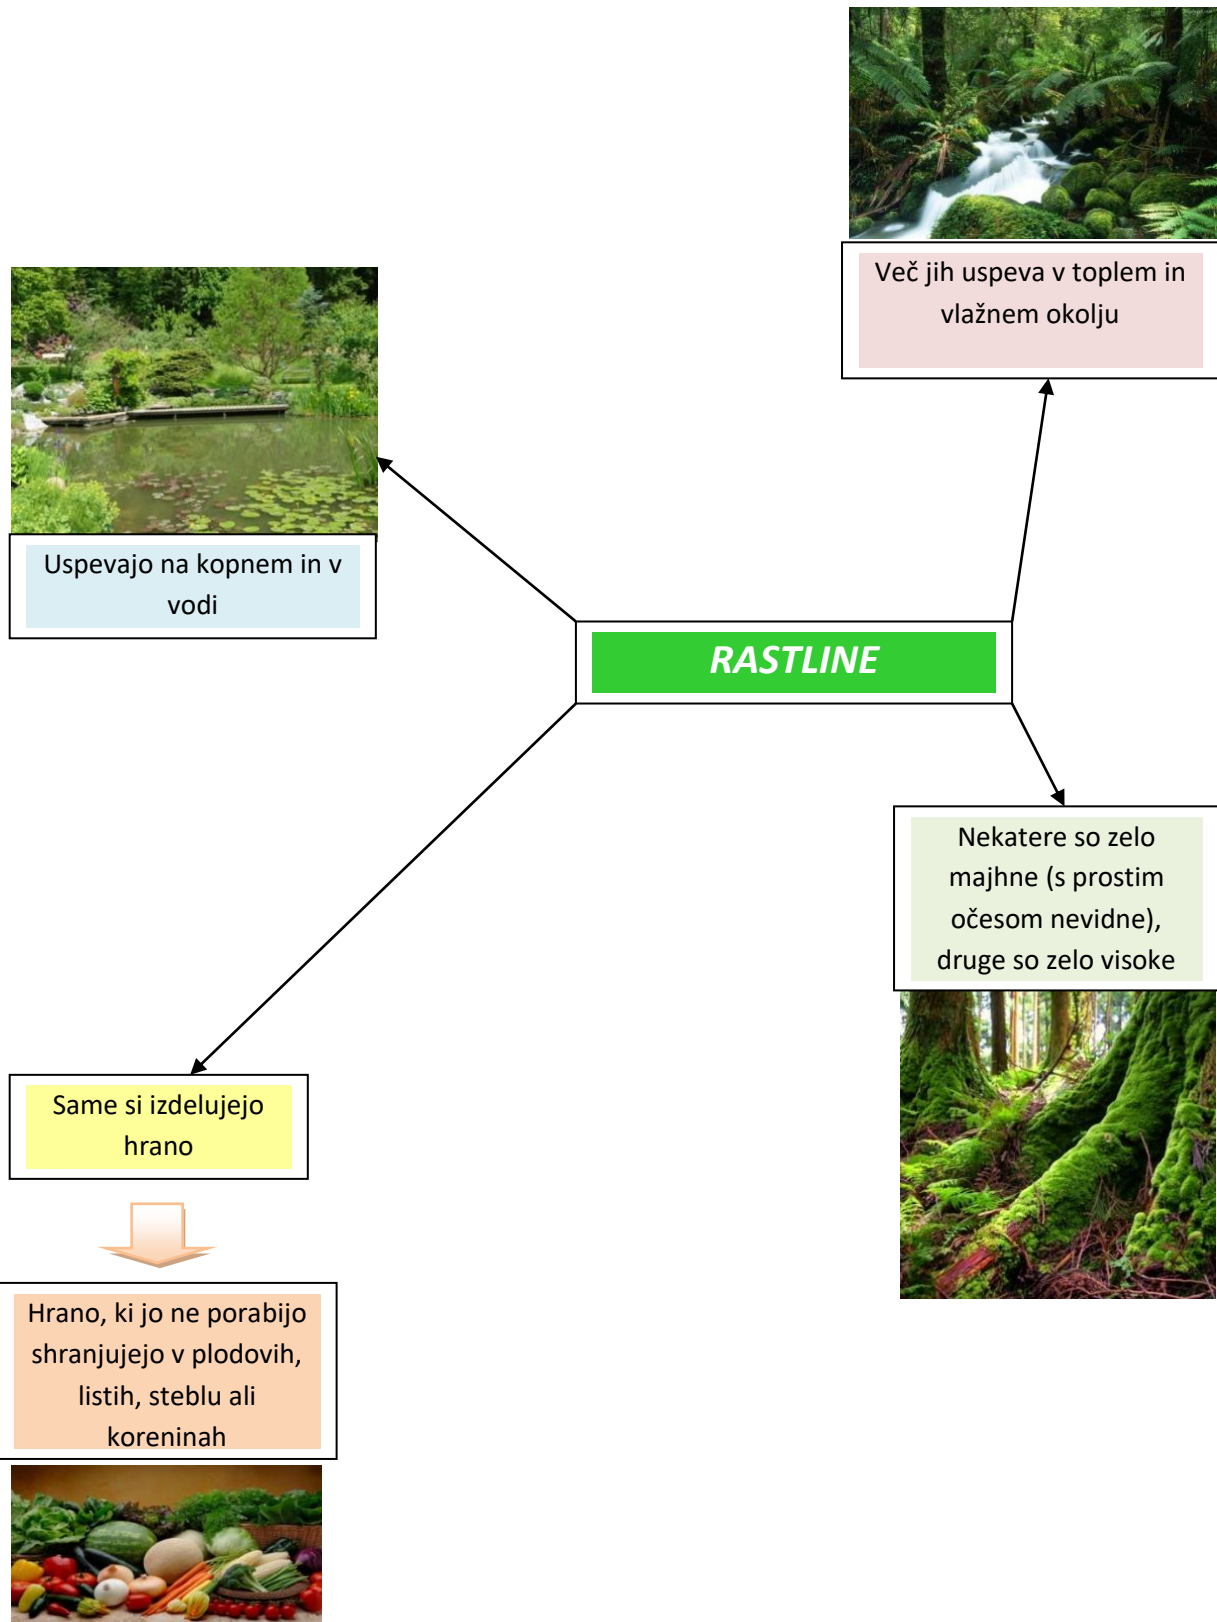 Več jih uspeva v toplem in
vlažnem okolju
Uspevajo na kopnem in v
vodi
RASTLINE
Nekatere so zelo
majhne (s prostim
očesom nevidne),
druge so zelo visoke
Same si izdelujejo
hrano
Hrano, ki jo ne porabijo
shranjujejo v plodovih,
listih, steblu ali
koreninah